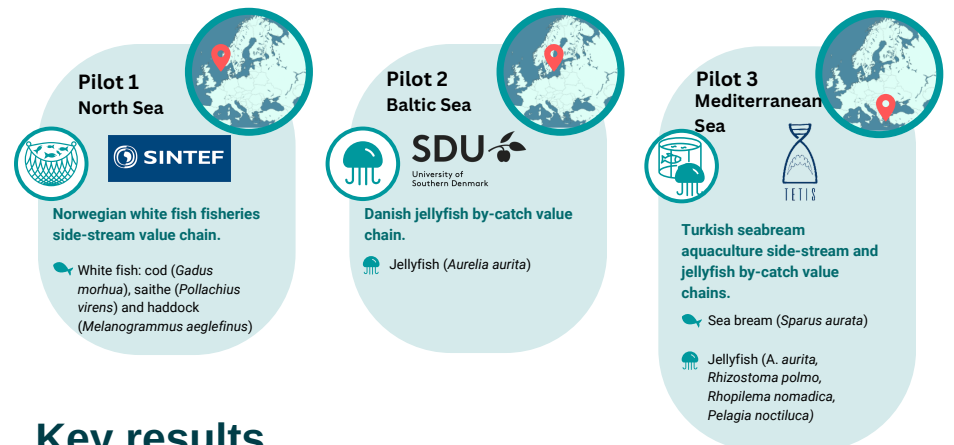 Pilot 1
North Sea
SINTEF
Norwegian white fish fisheries
side-stream value chain.
White fish: cod (Gadus
morhua), saithe (Pollachius
virens) and haddock
(Melanogrammus aeglefinus)
Pilot 2
Baltic Sea
SDU
University of
Southern Denmark
Danish jellyfish by-catch value
chain.
Jellyfish (Aurelia aurita)
Pilot 3
Mediterranean
Sea
TETIS
Turkish seabream
aquaculture side-stream and
jellyfish by-catch value
chains.
Sea bream (Sparus aurata)
Jellyfish (A. aurita,
Rhizostoma polmo,
Rhopilema nomadica,
Pelagia noctiluca)
Key results